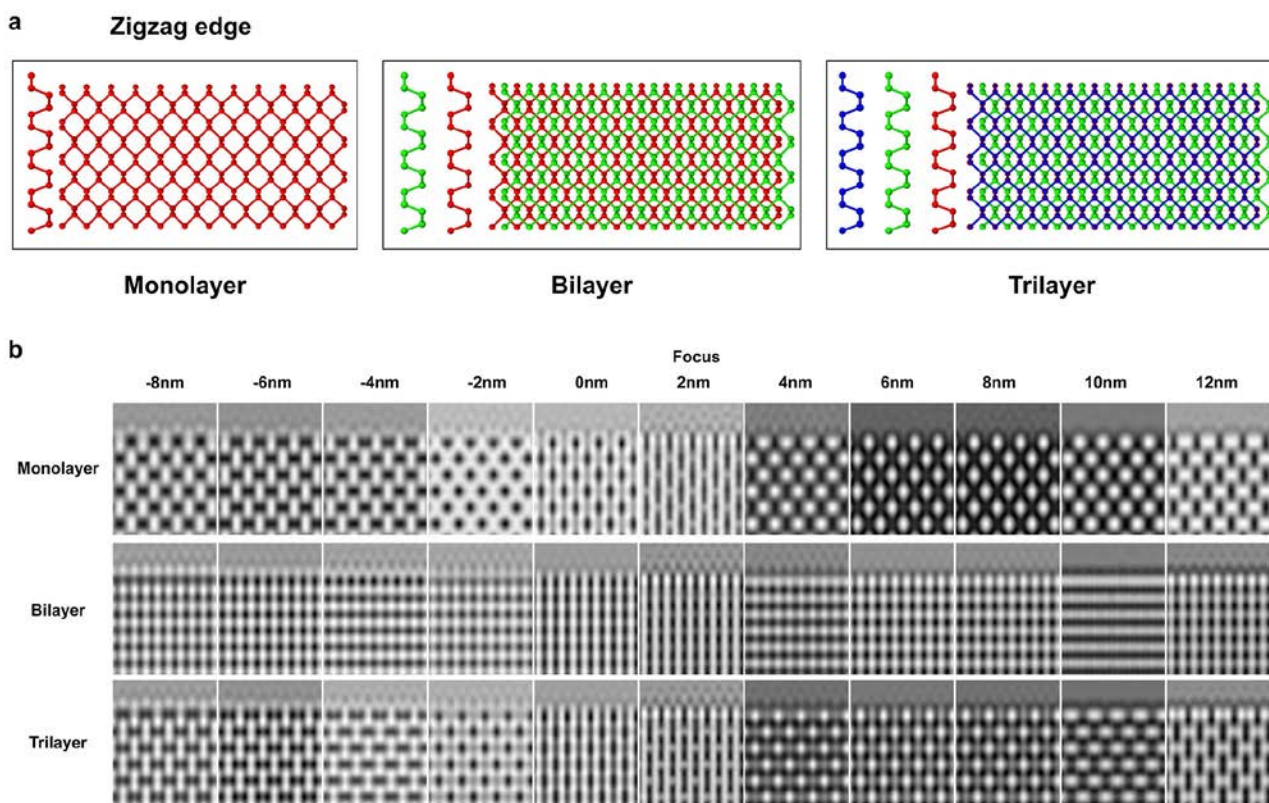 a
Zigzag edge
Monolayer
Bilayer
Trilayer
b
Focus
-8nm -6nm -4nm -2nm 0nm 2nm 4nm 6nm 8nm 10nm 12nm
Monolayer
Bilayer
Trilayer